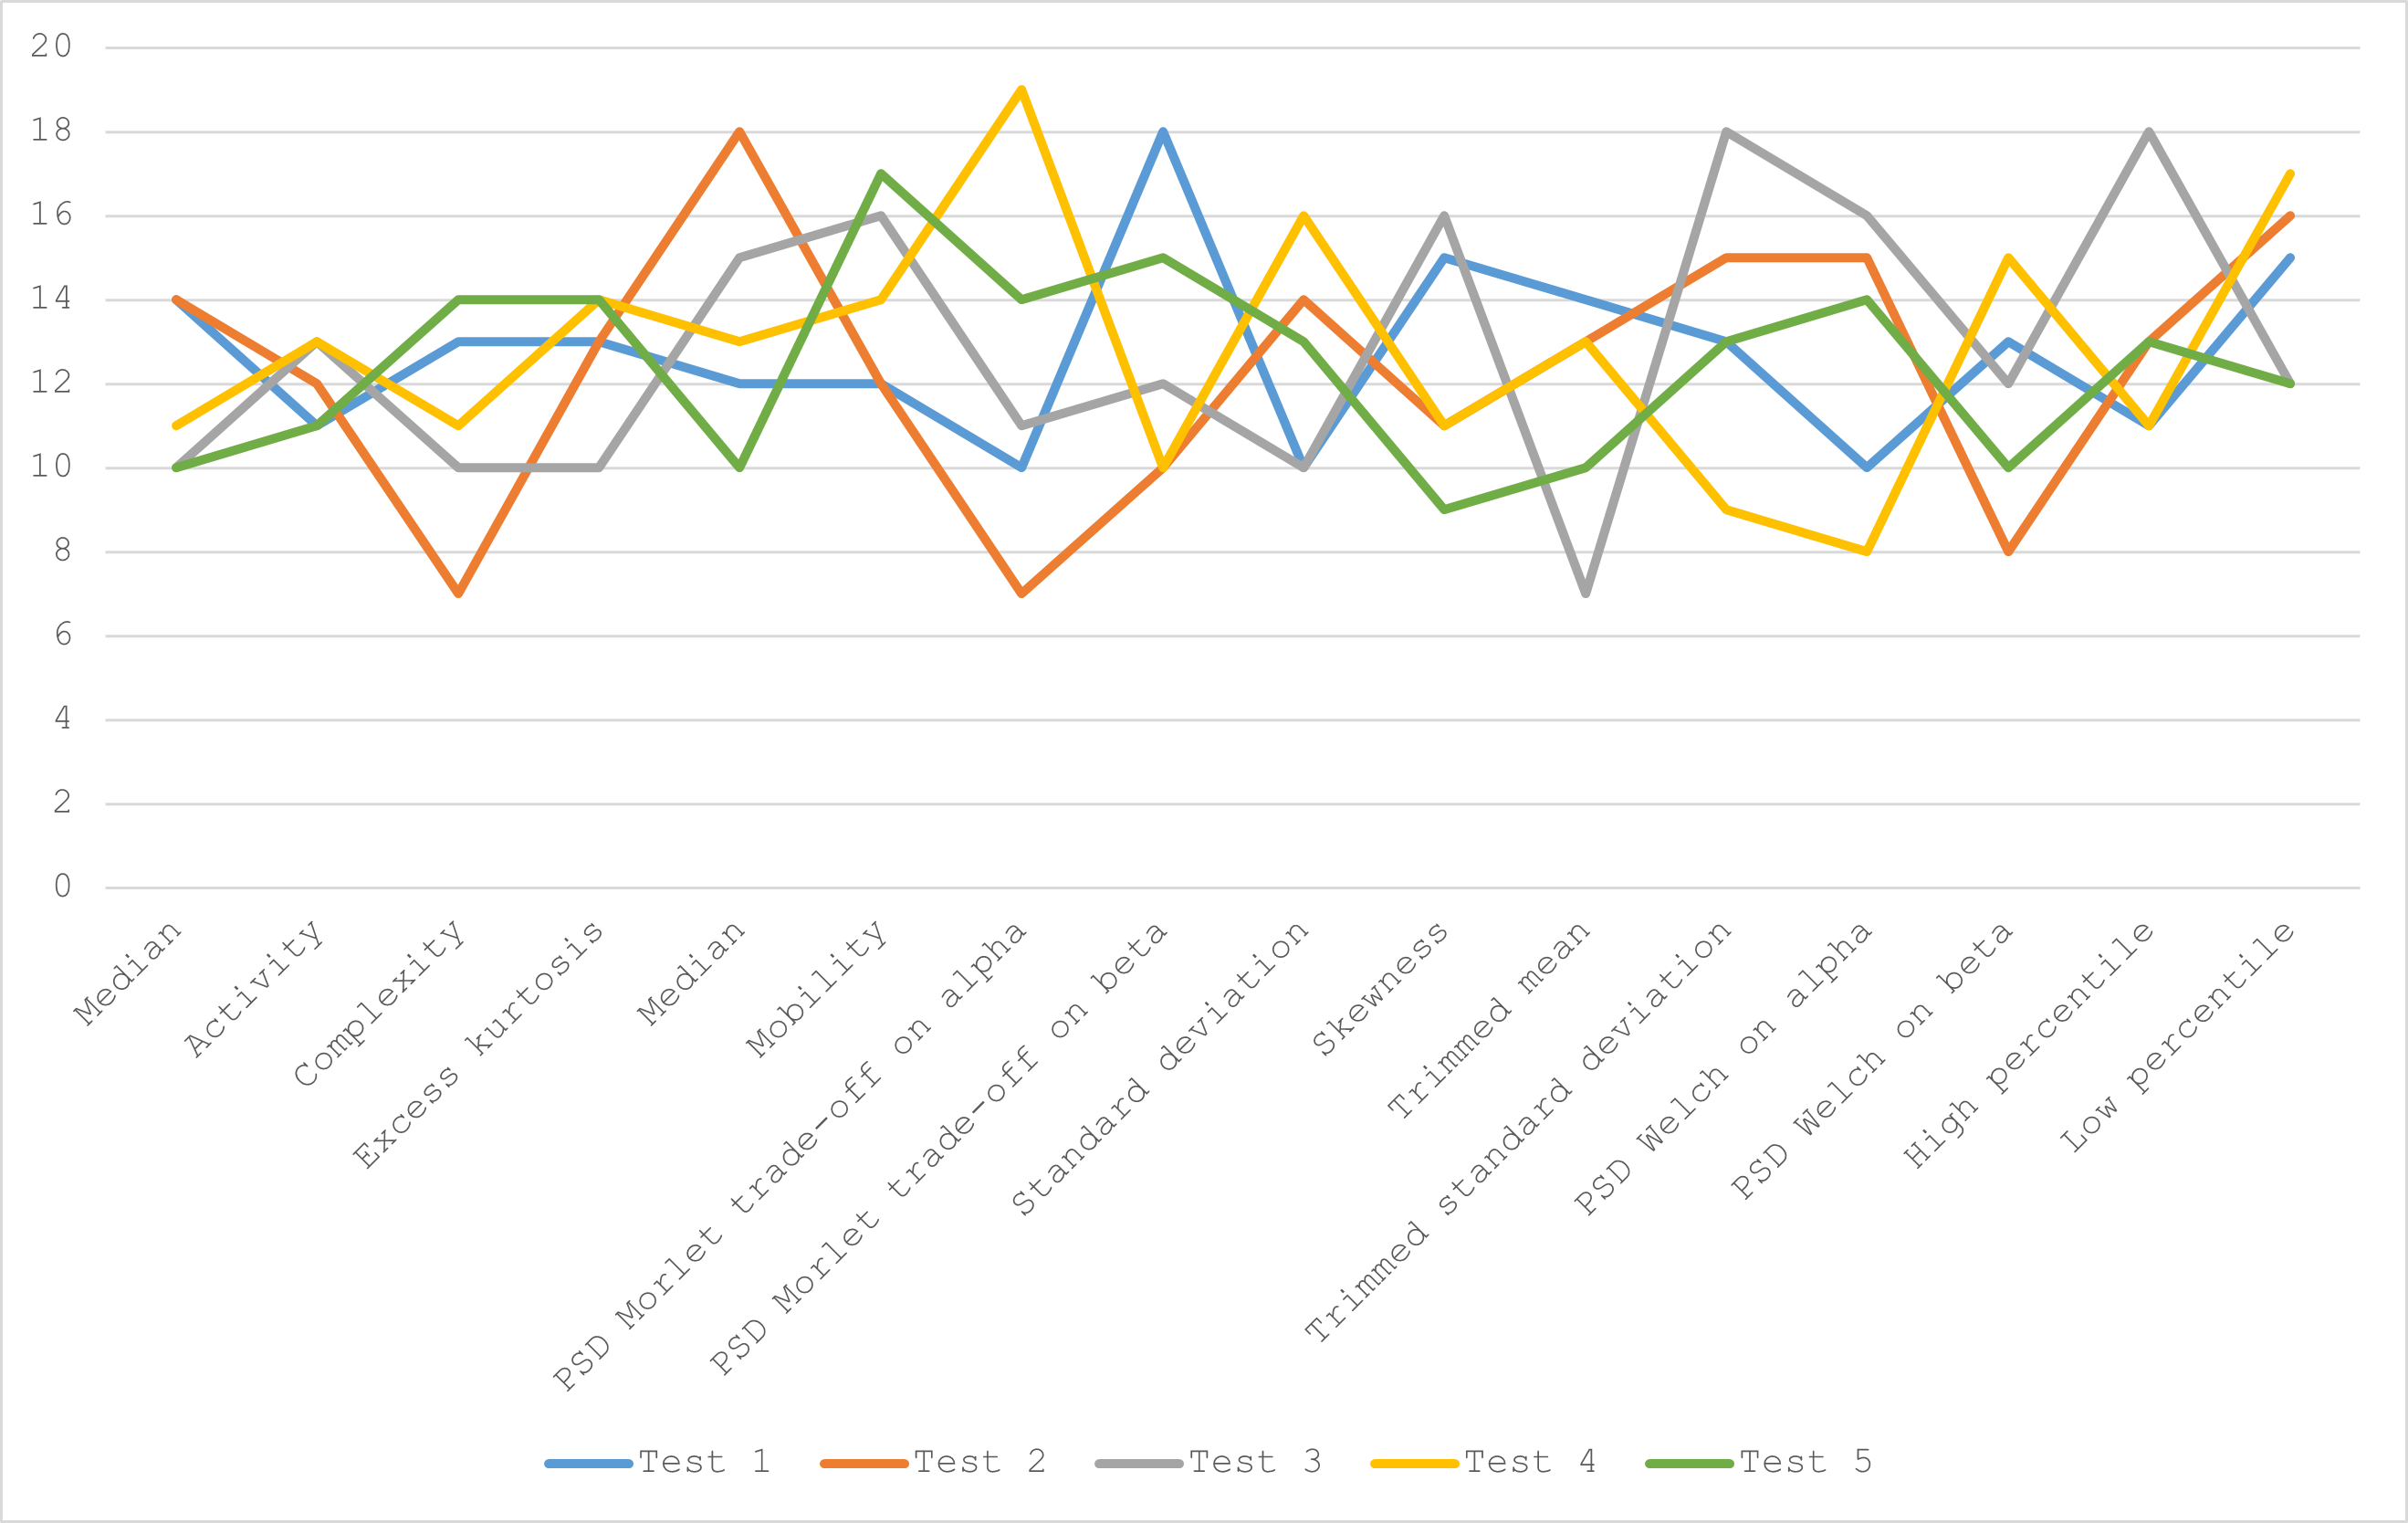 20
18
16
14
12
10
8
6
4
2
0
Median
Activity
Complexity
Excess kurtosis
Median
Mobility
PSD Morlet trade-off on alpha
PSD Morlet trade-off on beta
Standard deviation
Skewness
Trimmed mean
Trimmed standard deviation
PSD Welch on alpha
PSD Welch on beta
High percentile
Low percentile
Test 1 Test 2 Test 3 Test 4 Test 5